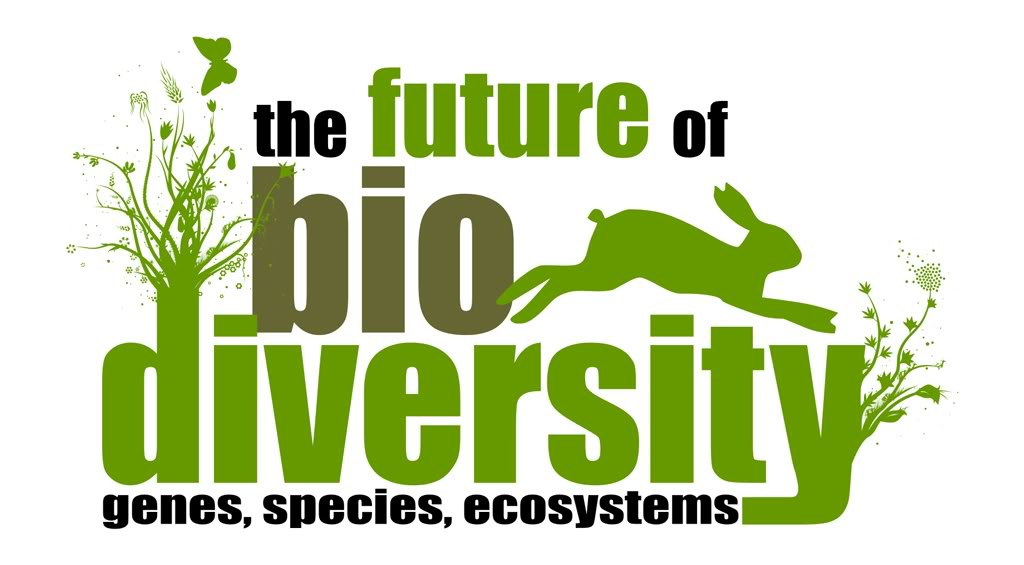 the future of
bio
diversity
genes, species, ecosystems